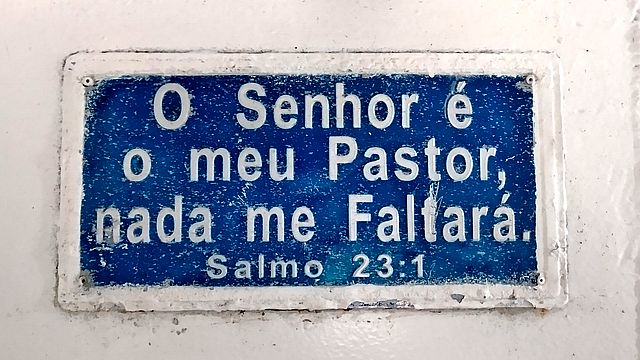 O Senhor é
o meu Pastor,
nada me Faltará.
Salmo 23:1